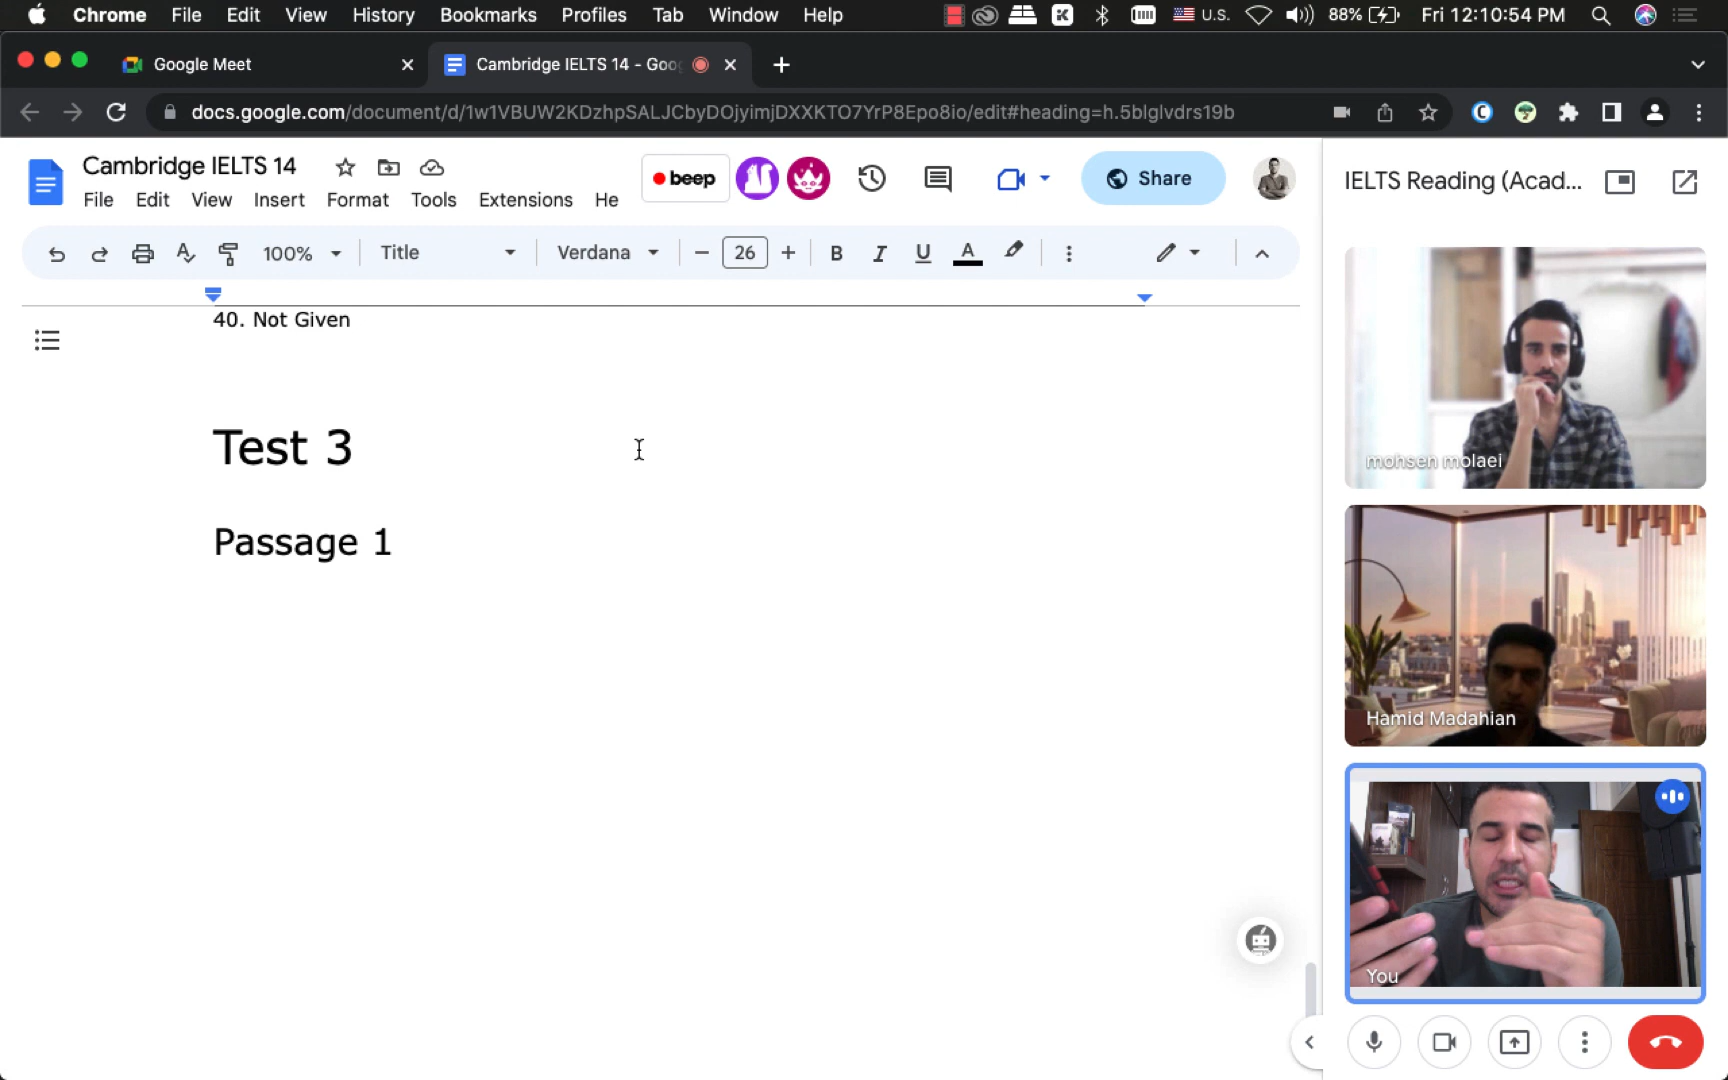 Chrome File Edit View History Bookmarks Profiles Tab Window Help
U.S. 88% Fri 12:10:54 PM
Google Meet
Cambridge IELTS 14 - Goo
docs.google.com/document/d/1w1VBUW2KDzhpSALJCbyDOjyimjDXXKTO7YrP8Epo8io/edit#heading=h.5blglvdrs19b
Cambridge IELTS 14
beep
Share
IELTS Reading (Acad...
File Edit View Insert Format Tools Extensions He
100% Title Verdana 26 B I U A
40. Not Given
Test 3
Passage 1
mohsen molaei
Hamid Madahian
You